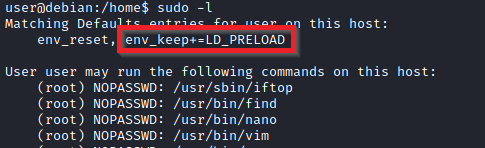 user@debian:/home$ sudo -l
Matching Defaults entries for user on this host:
env_reset, env_keep+=LD_PRELOAD
User user may run the following commands on this host:
(root) NOPASSWD: /usr/sbin/iftop
(root) NOPASSWD: /usr/bin/find
(root) NOPASSWD: /usr/bin/nano
(root) NOPASSWD: /usr/bin/vim